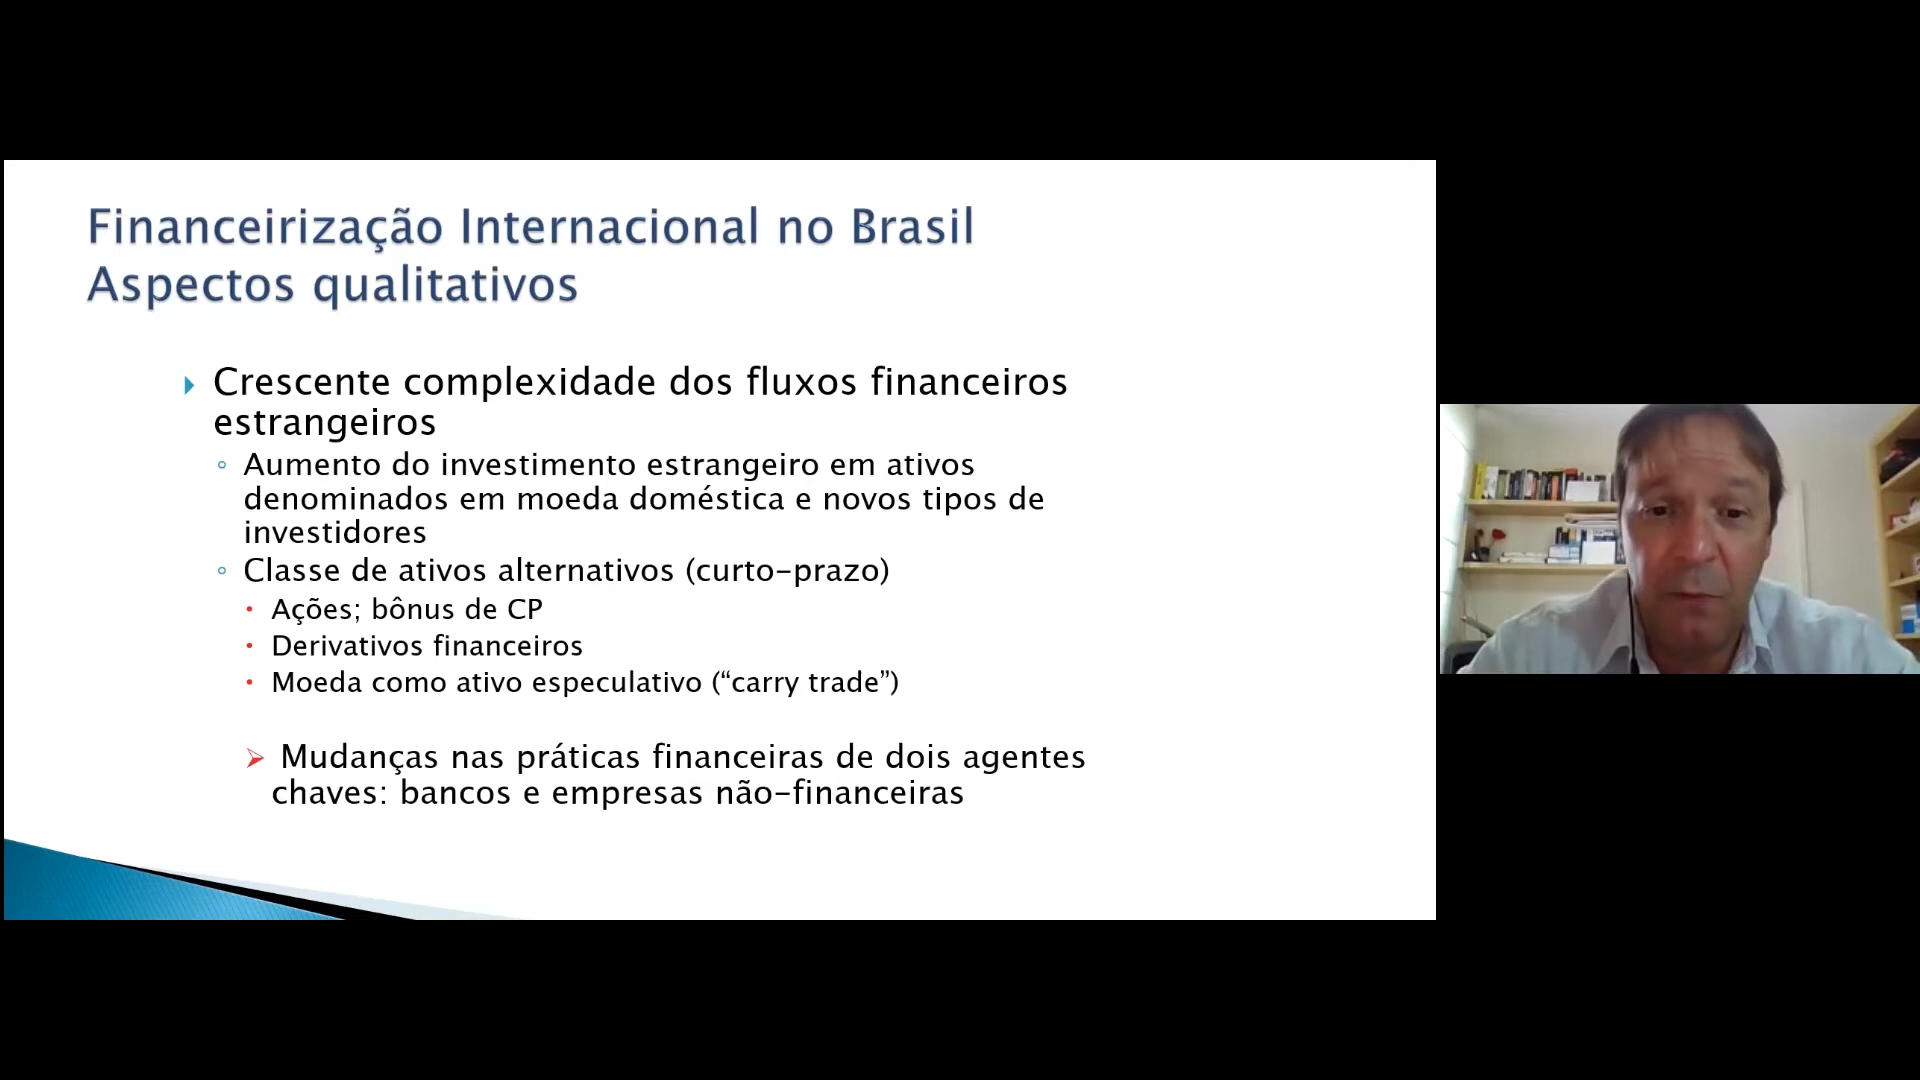 Financeirização Internacional no Brasil
Aspectos qualitativos
Crescente complexidade dos fluxos financeiros
estrangeiros
Aumento do investimento estrangeiro em ativos
denominados em moeda doméstica e novos tipos de
investidores
Classe de ativos alternativos (curto-prazo)
Ações; bônus de CP
Derivativos financeiros
Moeda como ativo especulativo (“carry trade”)
Mudanças nas práticas financeiras de dois agentes
chaves: bancos e empresas não-financeiras